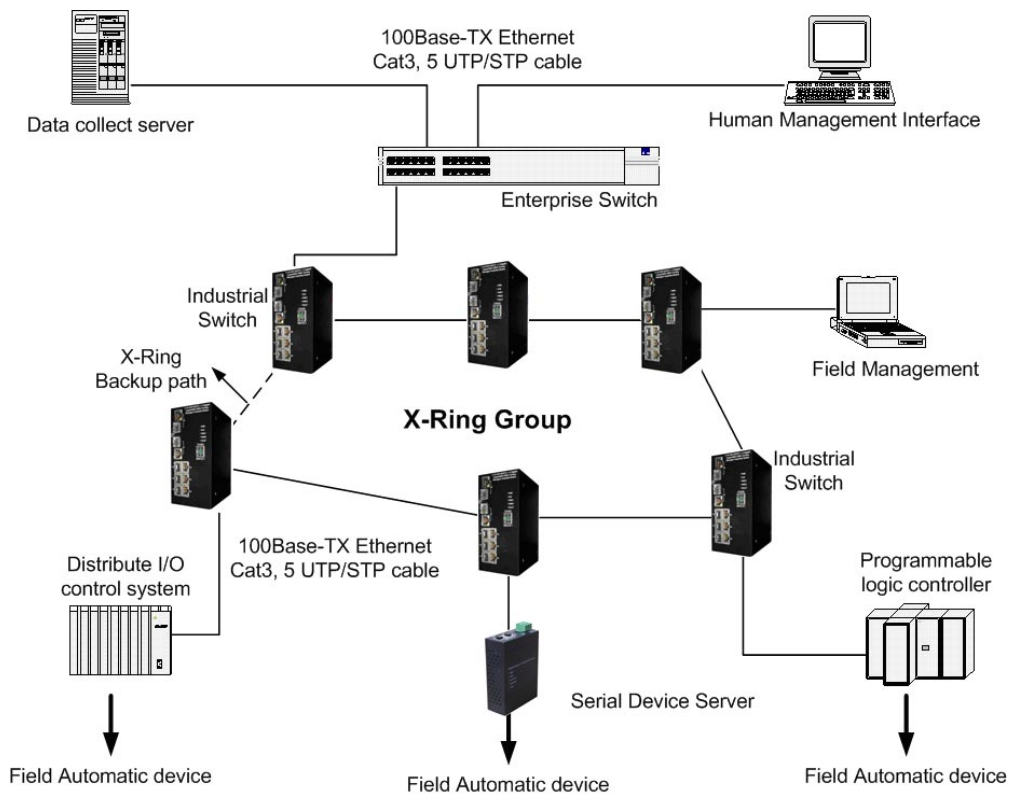 100Base-TX Ethernet
Cat3, 5 UTP/STP cable
Data collect server
Human Management Interface
Enterprise Switch
Industrial
Switch
X-Ring
Backup path
Field Management
X-Ring Group
Industrial
Switch
100Base-TX Ethernet
Cat3, 5 UTP/STP cable
Distribute I/O
control system
Programmable
logic controller
Serial Device Server
Field Automatic device
Field Automatic device
Field Automatic device